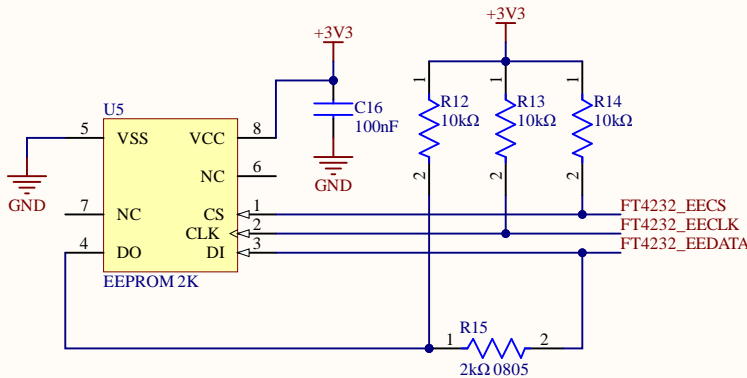 +3V3
+3V3
U5
5 VSS VCC 8
NC 6
7 NC CS 1
CLK 2
4 DO DI 3
EEPROM 2K
GND
C16
100nF
GND
1 R12
10kΩ
2
1 R13
10kΩ
2
1 R14
10kΩ
2
FT4232_EECS
FT4232_EECLK
FT4232_EEDATA
1 R15 2
2kΩ 0805